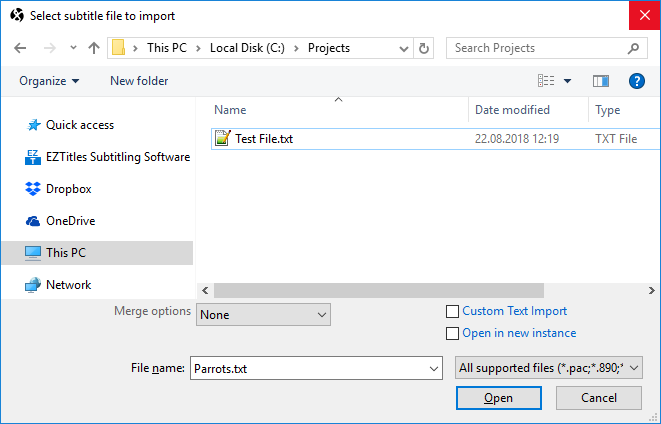 Select subtitle file to import
This PC > Local Disk (C:) > Projects
Search Projects
Organize
New folder
?
Name
Date modified
Type
Quick access
EZTitles Subtitling Software
Dropbox
OneDrive
This PC
Network
Test File.txt
22.08.2018 12:19
TXT File
Merge options
None
Custom Text Import
Open in new instance
File name:
Parrots.txt
All supported files (*.pac;*.890;*
Open
Cancel